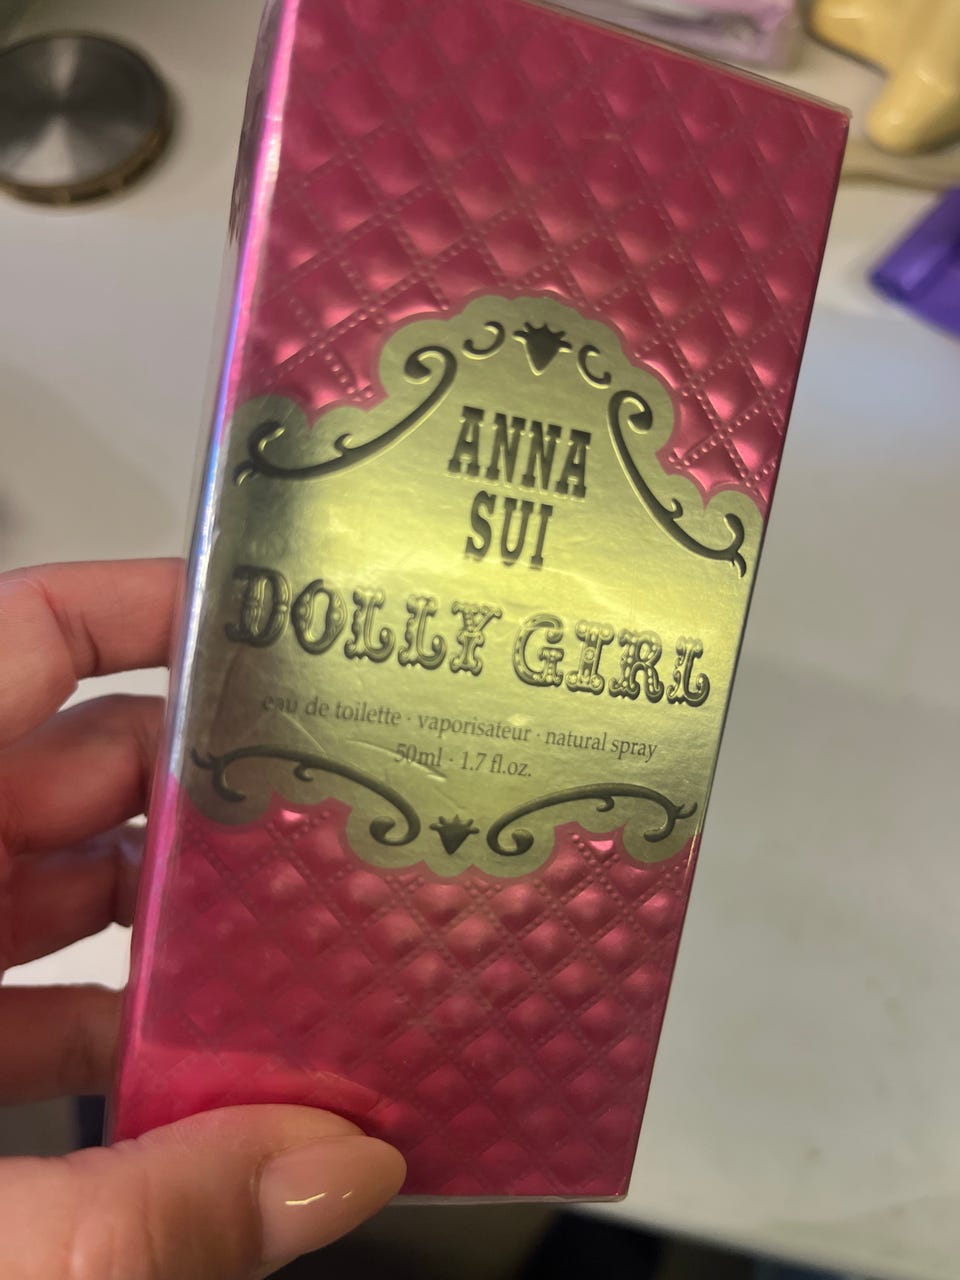 ANNA
SUI
DOLLY GIRL
eau de toilette · vaporisateur · natural spray
50ml · 1.7 fl.oz.